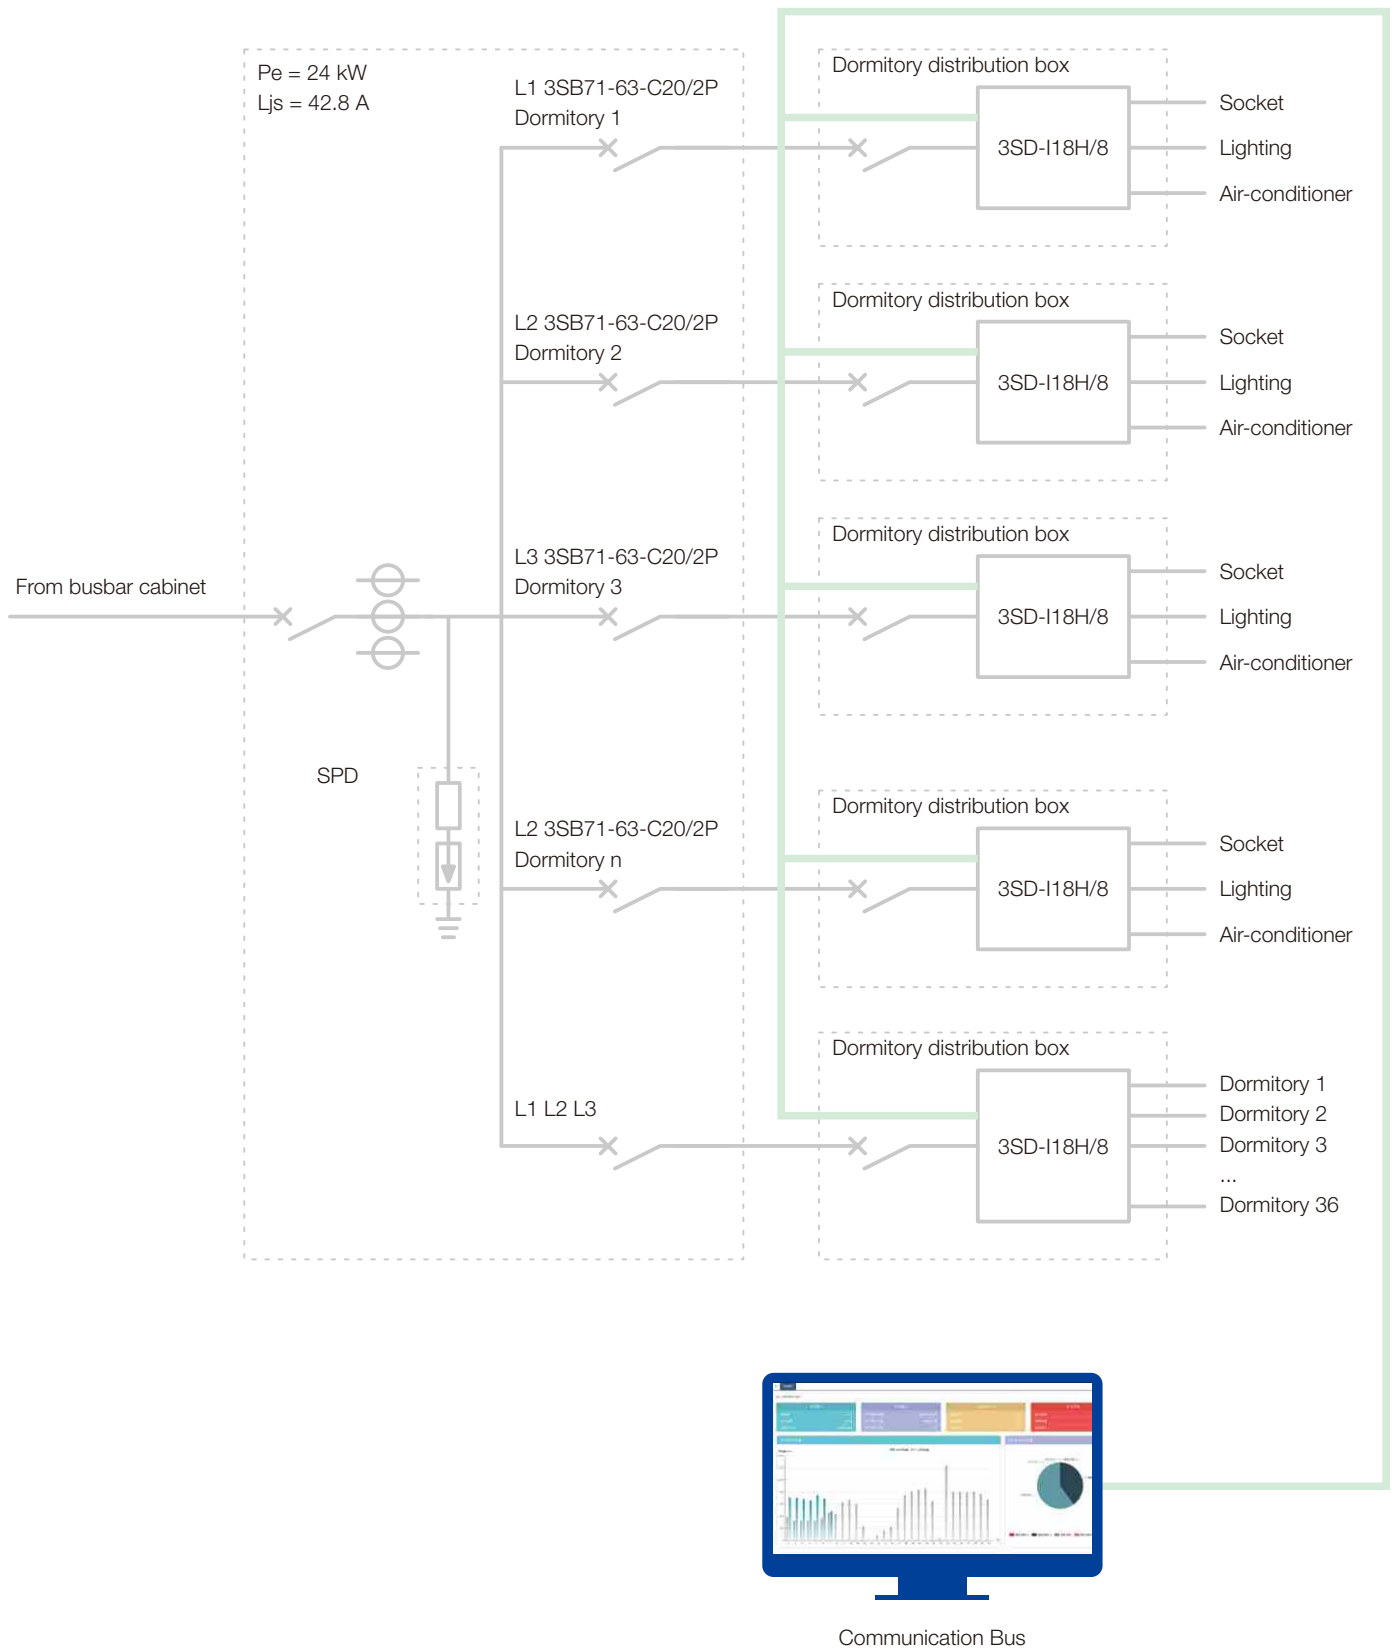 Pe = 24 kW
Ljs = 42.8 A
L1 3SB71-63-C20/2P
Dormitory 1
Dormitory distribution box
3SD-I18H/8
Socket
Lighting
Air-conditioner
L2 3SB71-63-C20/2P
Dormitory 2
Dormitory distribution box
3SD-I18H/8
Socket
Lighting
Air-conditioner
From busbar cabinet
L3 3SB71-63-C20/2P
Dormitory 3
Dormitory distribution box
3SD-I18H/8
Socket
Lighting
Air-conditioner
SPD
L2 3SB71-63-C20/2P
Dormitory n
Dormitory distribution box
3SD-I18H/8
Socket
Lighting
Air-conditioner
L1 L2 L3
Dormitory distribution box
3SD-I18H/8
Dormitory 1
Dormitory 2
Dormitory 3
...
Dormitory 36
Communication Bus